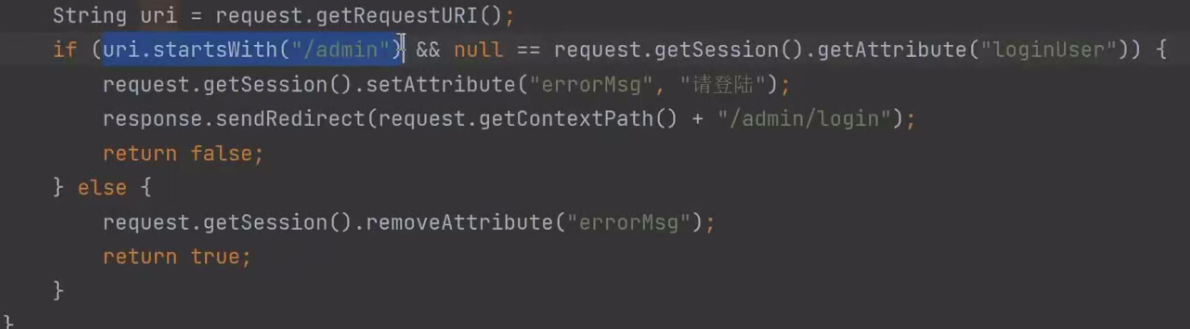 String uri = request.getRequestURI();
if (uri.startsWith("/admin") && null == request.getSession().getAttribute("loginUser")) {
request.getSession().setAttribute("errorMsg", "请登陆");
response.sendRedirect(request.getContextPath() + "/admin/login");
return false;
} else {
request.getSession().removeAttribute("errorMsg");
return true;
}
}